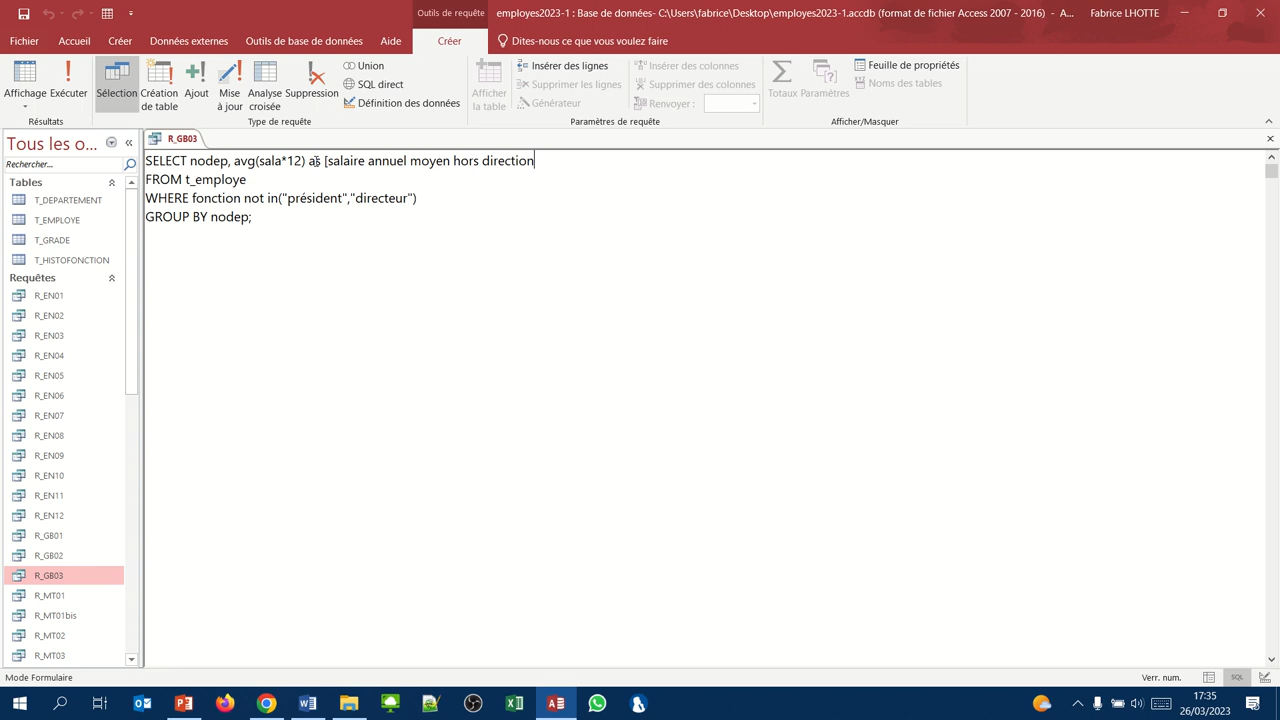 Outils de requête
employes2023-1 : Base de données- C:\Users\fabrice\Desktop\employes2023-1.accdb (format de fichier Access 2007 - 2016) - A...
Fabrice LHOTTE
Fichier
Accueil
Créer
Données externes
Outils de base de données
Aide
Créer
Dites-nous ce que vous voulez faire
Affichage
Exécuter
Sélection
Création de table
Ajout
Mise à jour
Analyse croisée
Suppression
Union
SQL direct
Définition des données
Afficher la table
Insérer des lignes
Supprimer les lignes
Générateur
Insérer des colonnes
Supprimer des colonnes
Renvoyer :
Totaux
Paramètres
Feuille de propriétés
Noms des tables
Résultats
Type de requête
Paramètres de requête
Afficher/Masquer
Tous les o...
Rechercher...
Tables
T_DEPARTEMENT
T_EMPLOYE
T_GRADE
T_HISTOFONCTION
Requêtes
R_EN01
R_EN02
R_EN03
R_EN04
R_EN05
R_EN06
R_EN07
R_EN08
R_EN09
R_EN10
R_EN11
R_EN12
R_GB01
R_GB02
R_GB03
R_MT01
R_MT01bis
R_MT02
R_MT03
R_GB03
SELECT nodep, avg(sala*12) as [salaire annuel moyen hors direction
FROM t_employe
WHERE fonction not in("président","directeur")
GROUP BY nodep;
Mode Formulaire
Verr. num.
SQL
17:35
26/03/2023